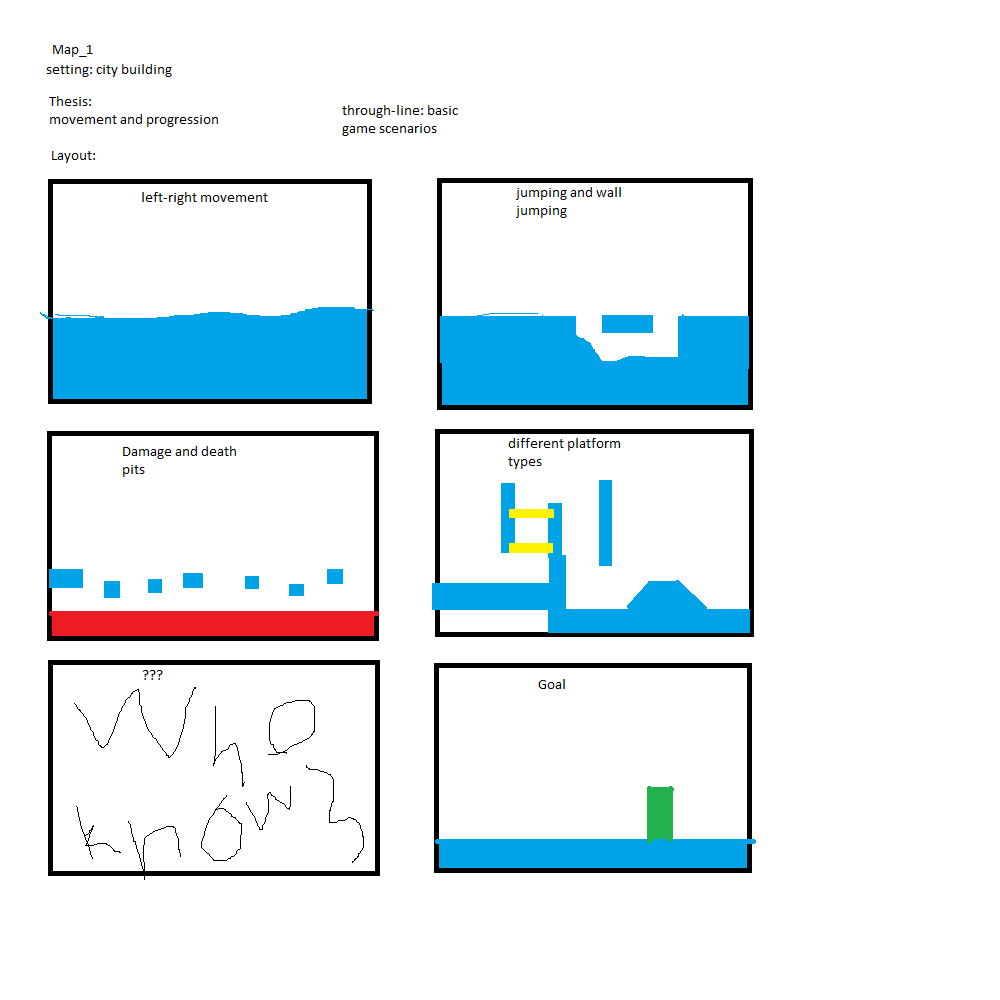 Map_1
setting: city building
Thesis:
movement and progression
through-line: basic
game scenarios
Layout:
left-right movement
jumping and wall
jumping
Damage and death
pits
different platform
types
???
Who
knows
Goal